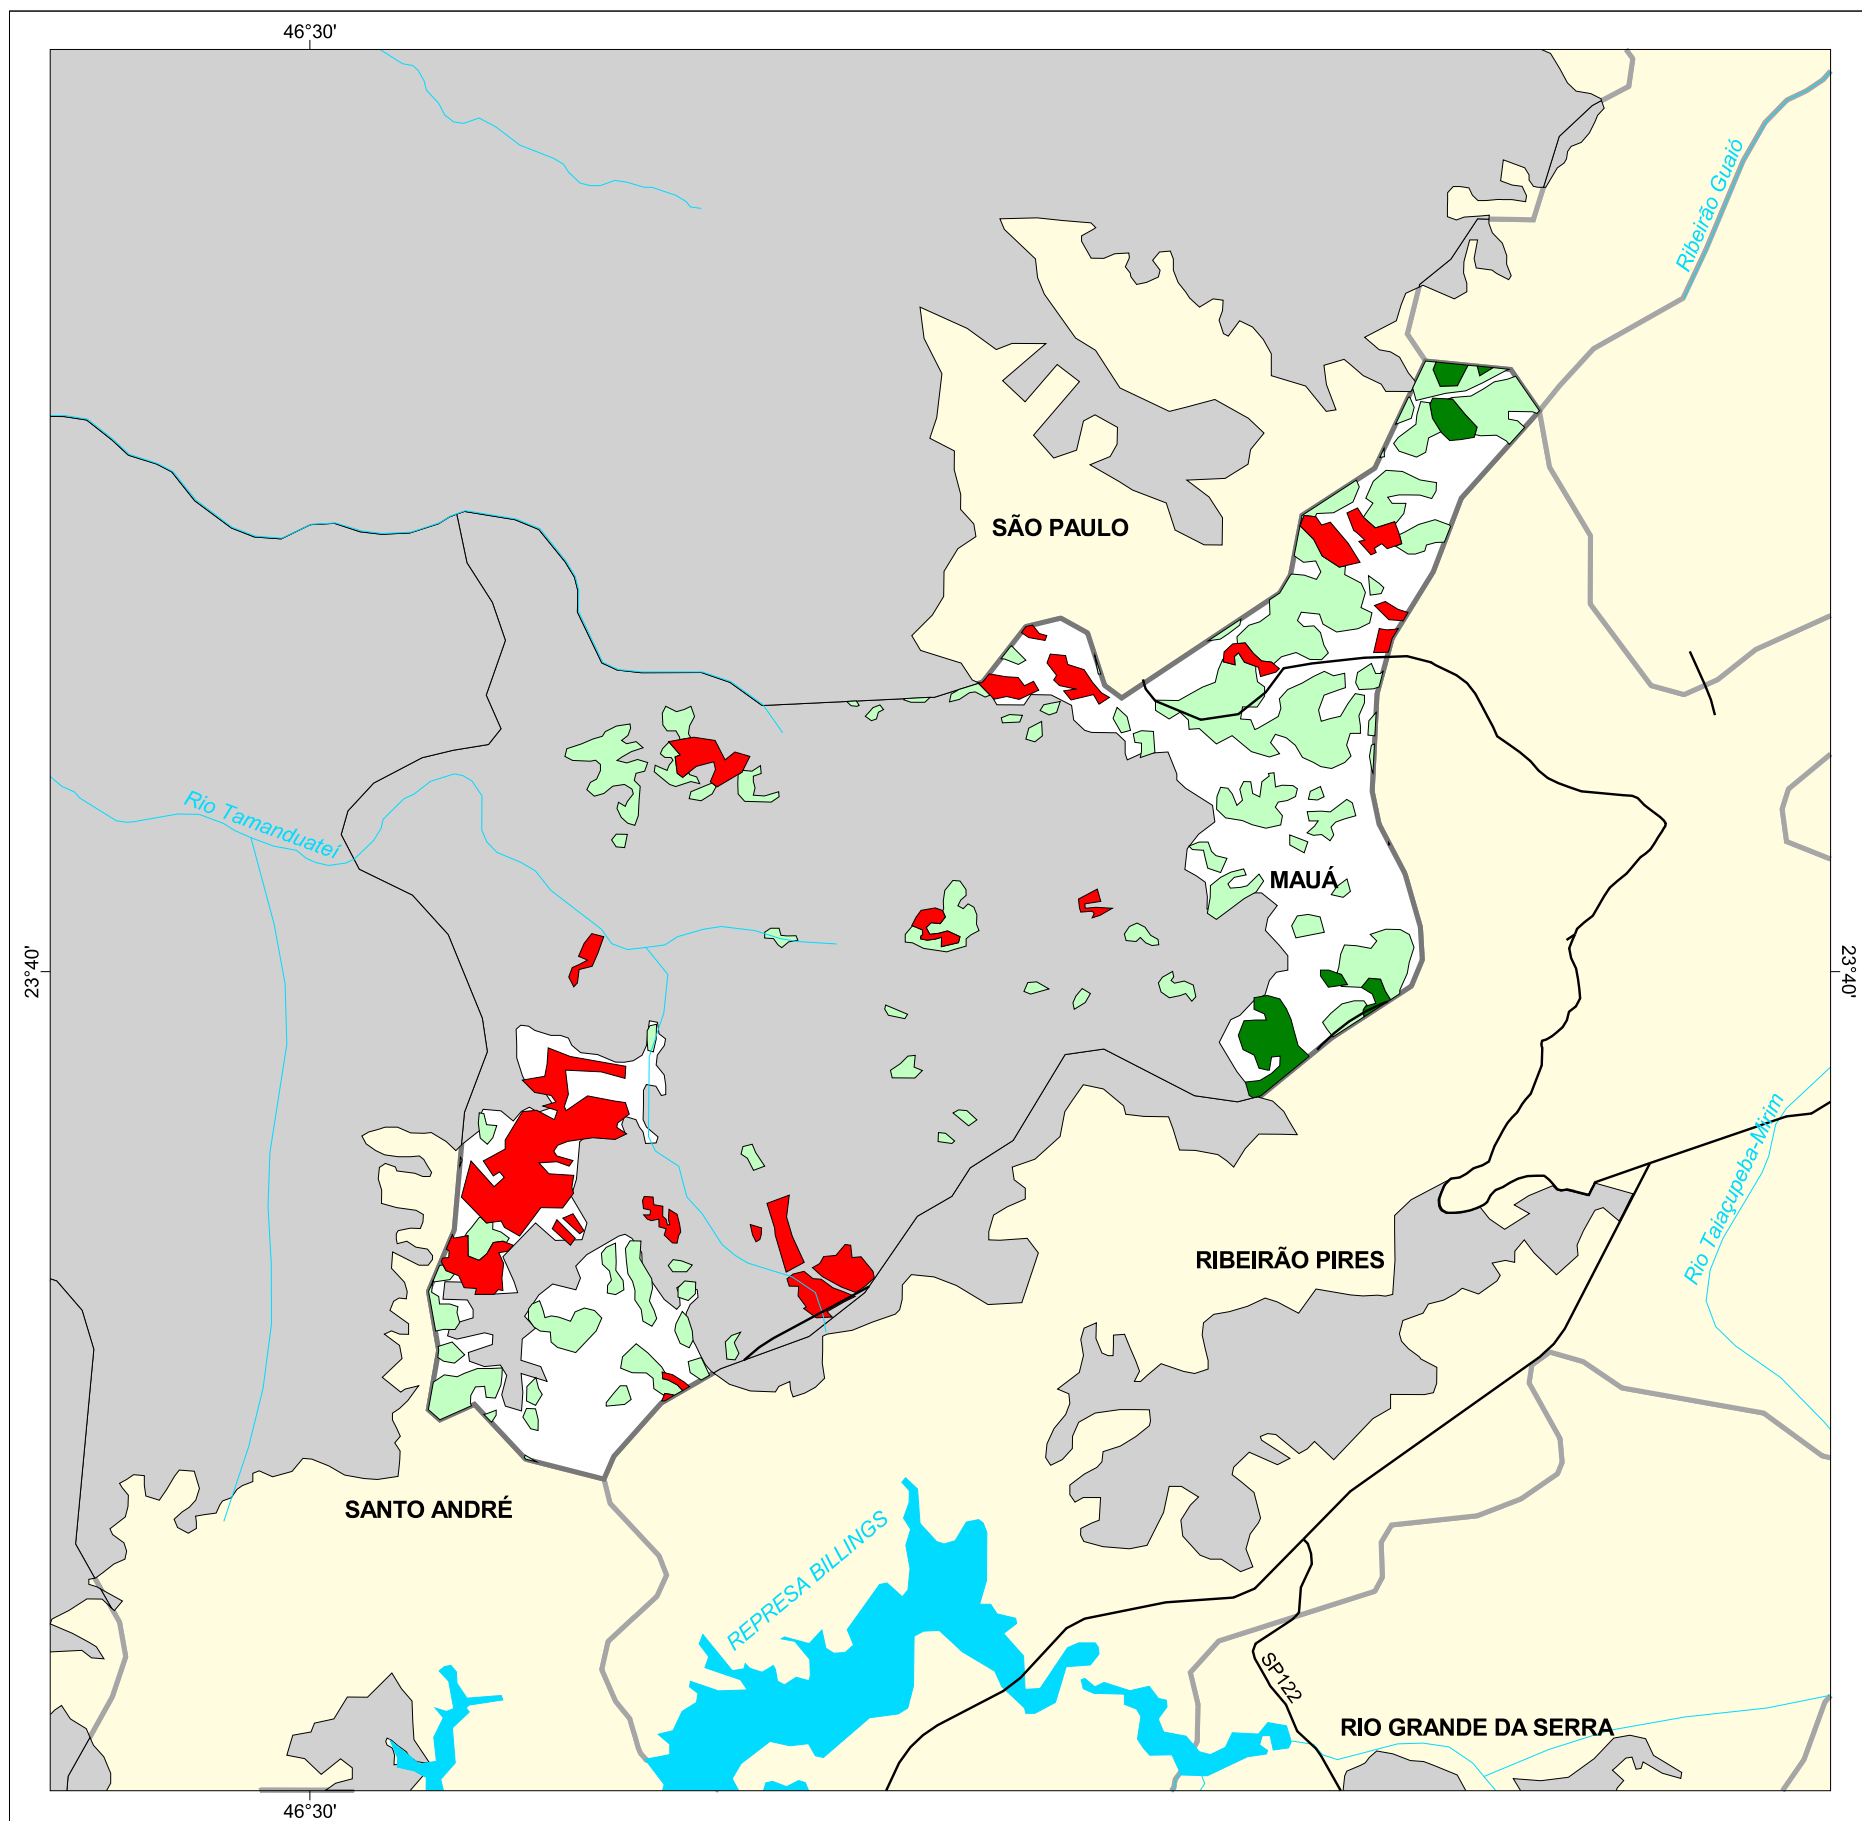 46°30'
Ribeirão Guaió
SÃO PAULO
Rio Tamanduateí
MAUÁ
23°40'
23°40'
Rio Taiaçupeba-Mirim
RIBEIRÃO PIRES
SANTO ANDRÉ
REPRESA BILLINGS
SP122
RIO GRANDE DA SERRA
46°30'